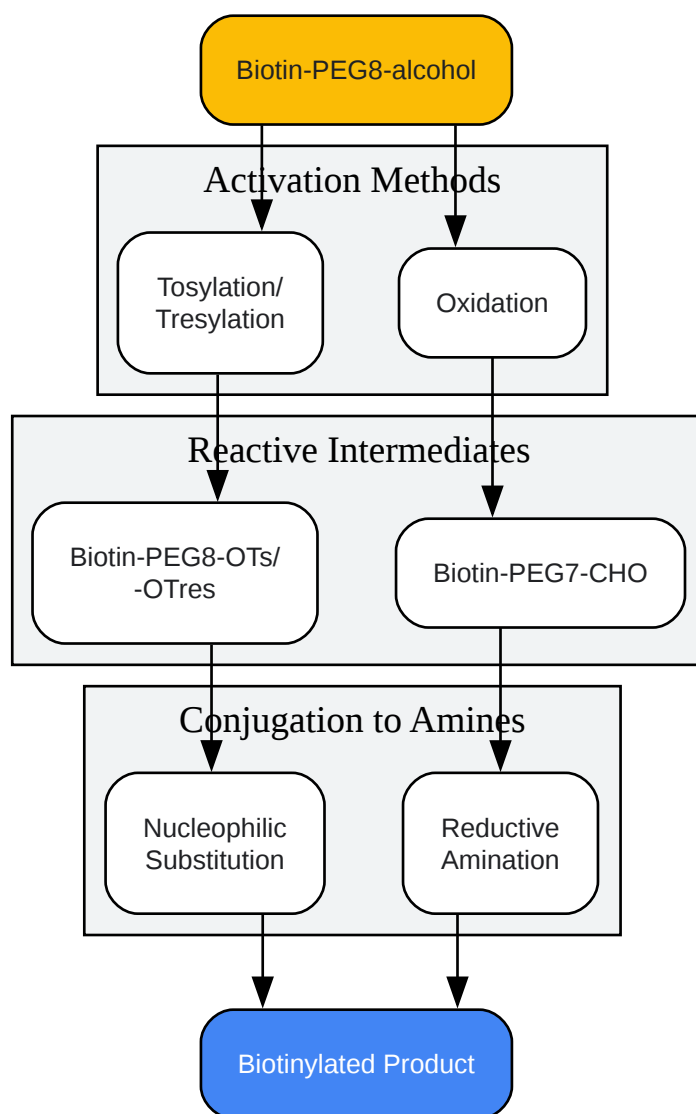 Biotin-PEG8-alcohol
Activation Methods
Tosylation/
Tresylation
Oxidation
Reactive Intermediates
Biotin-PEG8-OTs/
-OTres
Biotin-PEG7-CHO
Conjugation to Amines
Nucleophilic
Substitution
Reductive
Amination
Biotinylated Product